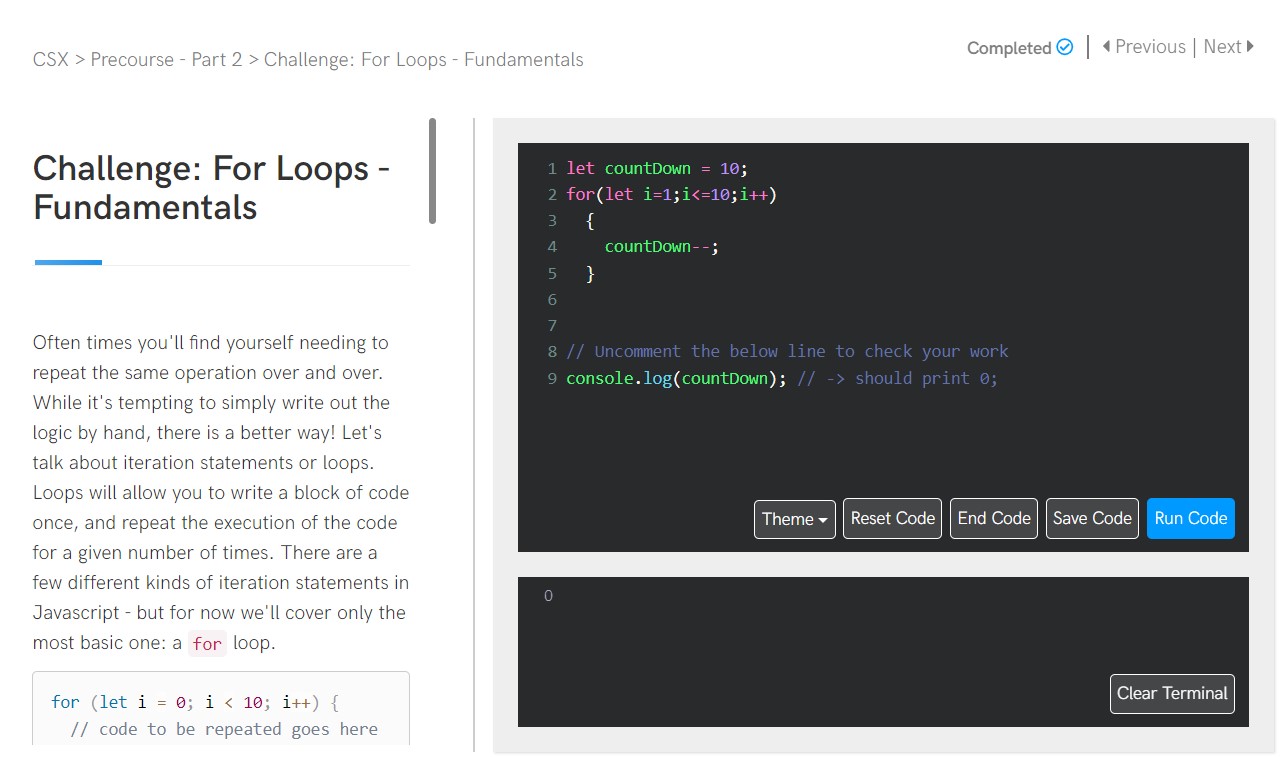 CSX > Precourse - Part 2 > Challenge: For Loops - Fundamentals
Completed | Previous | Next
Challenge: For Loops -
Fundamentals
Often times you'll find yourself needing to
repeat the same operation over and over.
While it's tempting to simply write out the
logic by hand, there is a better way! Let's
talk about iteration statements or loops.
Loops will allow you to write a block of code
once, and repeat the execution of the code
for a given number of times. There are a
few different kinds of iteration statements in
Javascript - but for now we'll cover only the
most basic one: a for loop.
for (let i = 0; i < 10; i++) {
// code to be repeated goes here
1 let countDown = 10;
2 for(let i=1;i<=10;i++)
3 {
4 countDown--;
5 }
6
7
8 // Uncomment the below line to check your work
9 console.log(countDown); // -> should print 0;
Theme Reset Code End Code Save Code Run Code
0
Clear Terminal